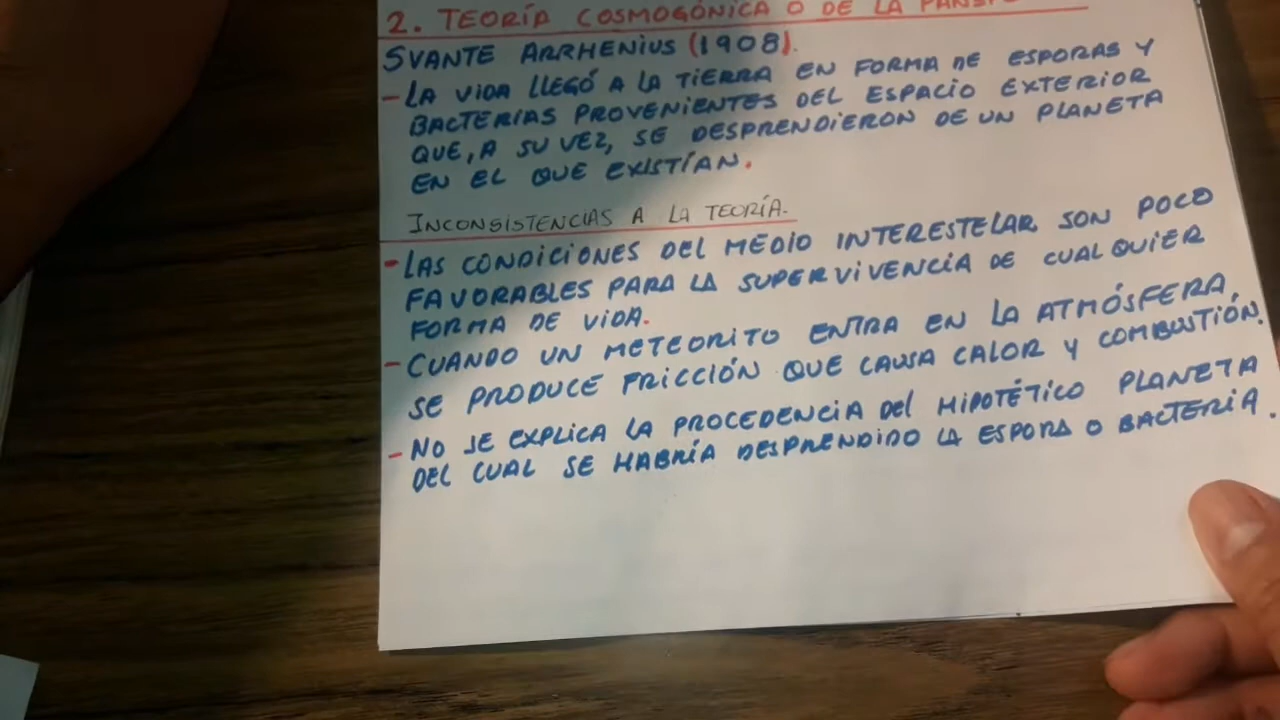 2. TEORÍA COSMOGÓNICA O DE LA
SVANTE ARRHENIUS (1908).
- LA VIDA LLEGÓ A LA TIERRA EN FORMA DE ESPORAS Y
BACTERIAS PROVENIENTES DEL ESPACIO EXTERIOR
QUE, A SU VEZ, SE DESPRENDIERON DE UN PLANETA
EN EL QUE EXISTÍAN.
INCONSISTENCIAS A LA TEORÍA.
- LAS CONDICIONES DEL MEDIO INTERESTELAR SON POCO
FAVORABLES PARA LA SUPERVIVENCIA DE CUALQUIER
FORMA DE VIDA.
- CUANDO UN METEORITO ENTRA EN LA ATMÓSFERA,
SE PRODUCE FRICCIÓN QUE CAUSA CALOR Y COMBUSTIÓN.
- NO SE EXPLICA LA PROCEDENCIA DEL HIPOTÉTICO PLANETA
DEL CUAL SE HABRÍA DESPRENDIDO LA ESPORA O BACTERIA.